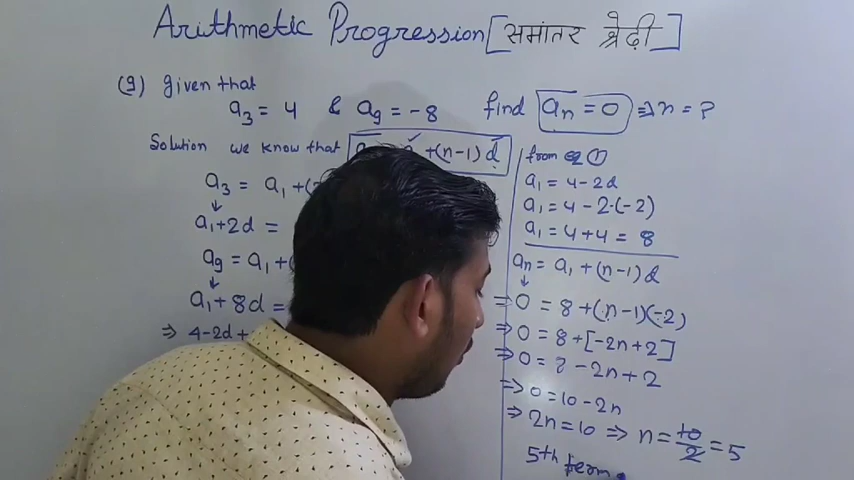 Arithmetic Progression [समांतर श्रेढ़ी]
(9) given that
a₃ = 4 & a₉ = -8 find aₙ = 0 ⇒ n = ?
Solution we know that + (n-1) d
a₃ = a₁ + (
a₁ + 2d =
a₉ = a₁ + (
a₁ + 8d =
⇒ 4 - 2d +
from eq ①
a₁ = 4 - 2d
a₁ = 4 - 2·(-2)
a₁ = 4 + 4 = 8
aₙ = a₁ + (n-1) d
⇒ 0 = 8 + (n-1)(-2)
⇒ 0 = 8 + [-2n + 2]
⇒ 0 = 8 - 2n + 2
⇒ 0 = 10 - 2n
⇒ 2n = 10 ⇒ n = 10/2 = 5
5th term